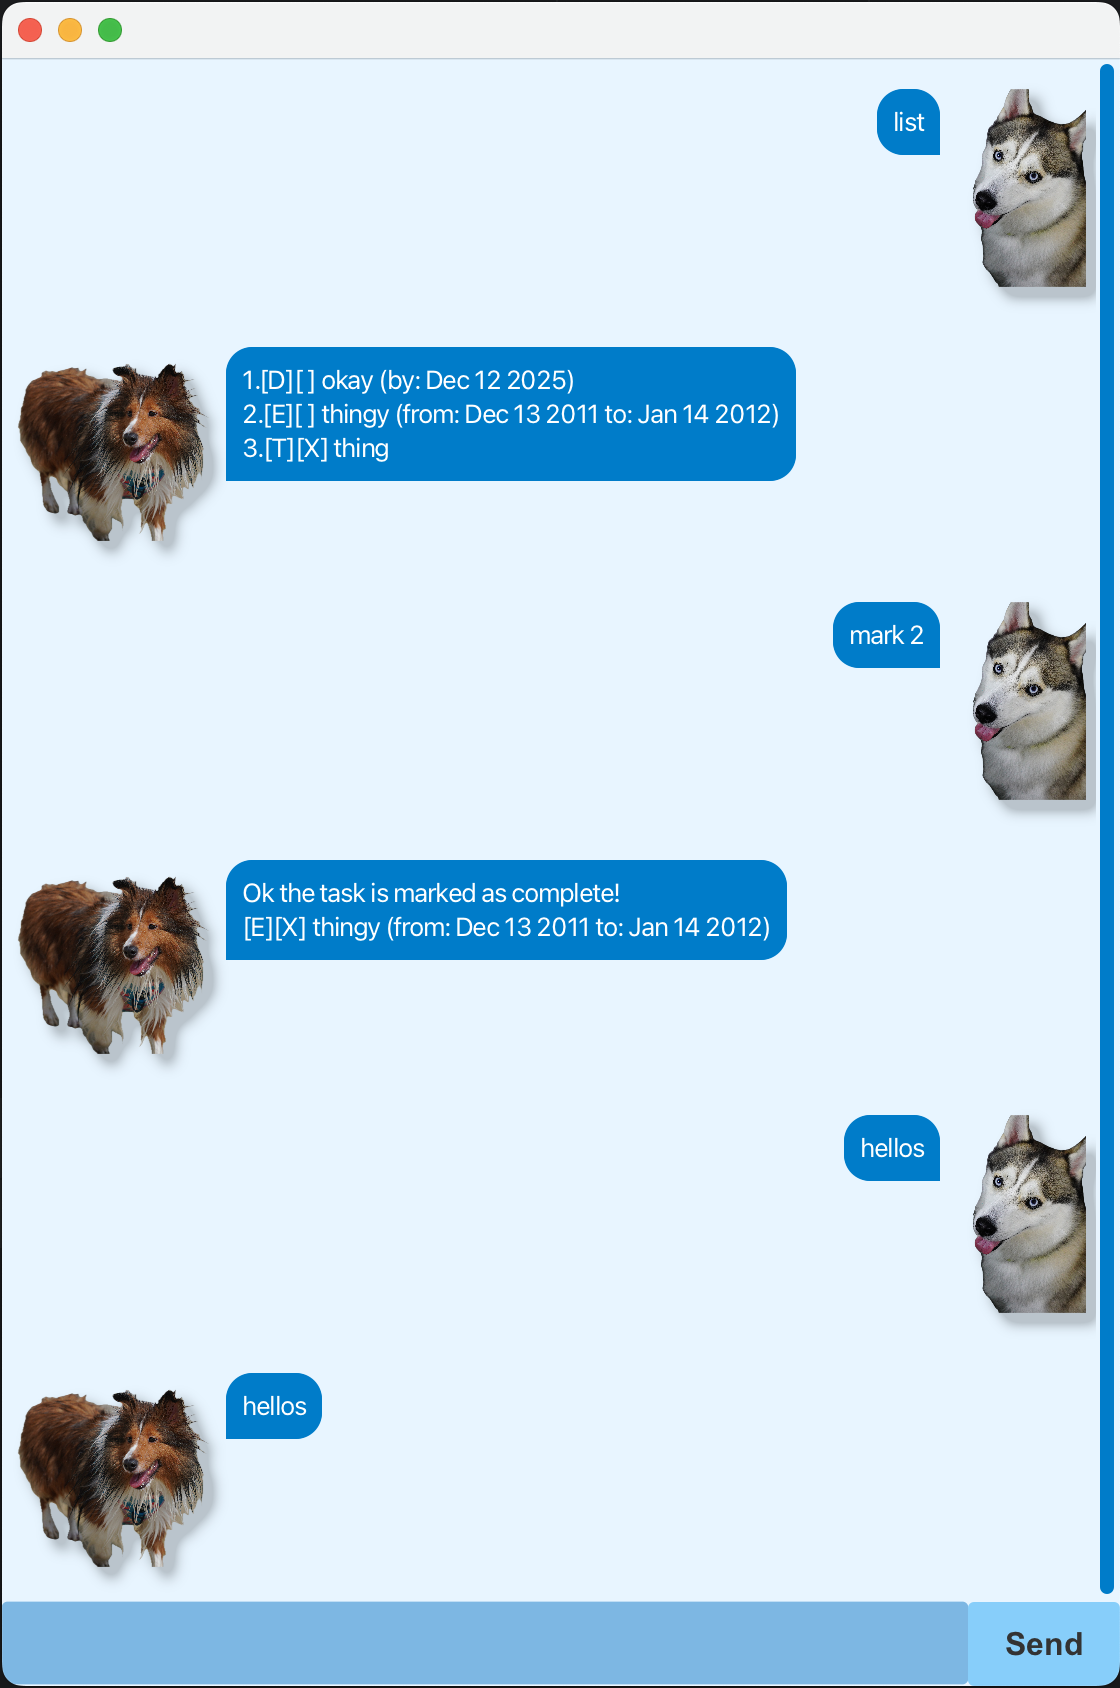 list
1.[D][ ] okay (by: Dec 12 2025)
2.[E][ ] thingy (from: Dec 13 2011 to: Jan 14 2012)
3.[T][X] thing
mark 2
Ok the task is marked as complete!
[E][X] thingy (from: Dec 13 2011 to: Jan 14 2012)
hellos
hellos
Send